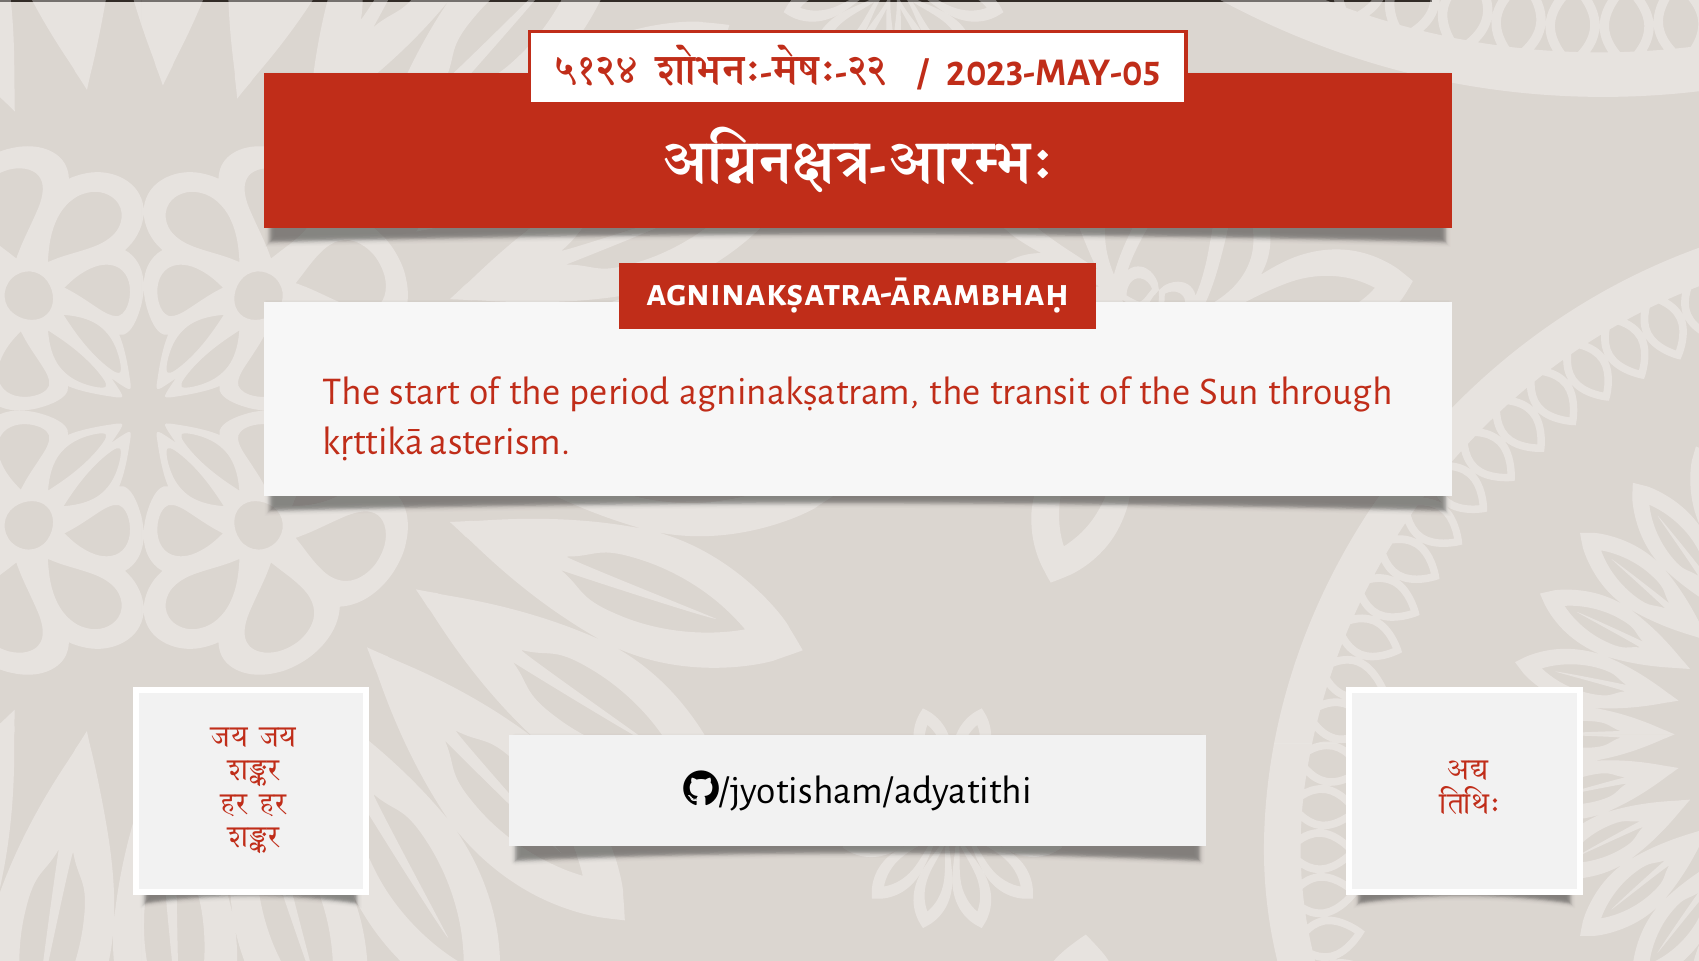 ५१२४ शोभनः-मेषः-२२ / 2023-MAY-05
अग्निनक्षत्र-आरम्भः
AGNINAKṢATRA-ĀRAMBHAḤ
The start of the period agninakṣatram, the transit of the Sun through
kṛttikā asterism.
जय जय
शङ्कर
हर हर
शङ्कर
/jyotisham/adyatithi
अद्य
तिथिः